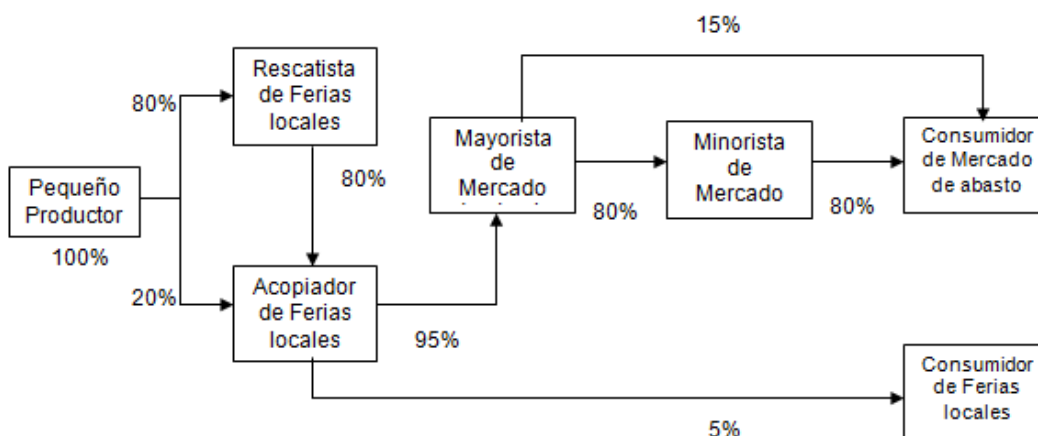 15%
Rescatista
de Ferias
locales
80%
Mayorista
de
Mercado
Minorista
de
Mercado
Consumidor
de Mercado
de abasto
Pequeño
Productor
80%
80%
80%
100%
20%
Acopiador
de Ferias
locales
95%
Consumidor
de Ferias
locales
5%